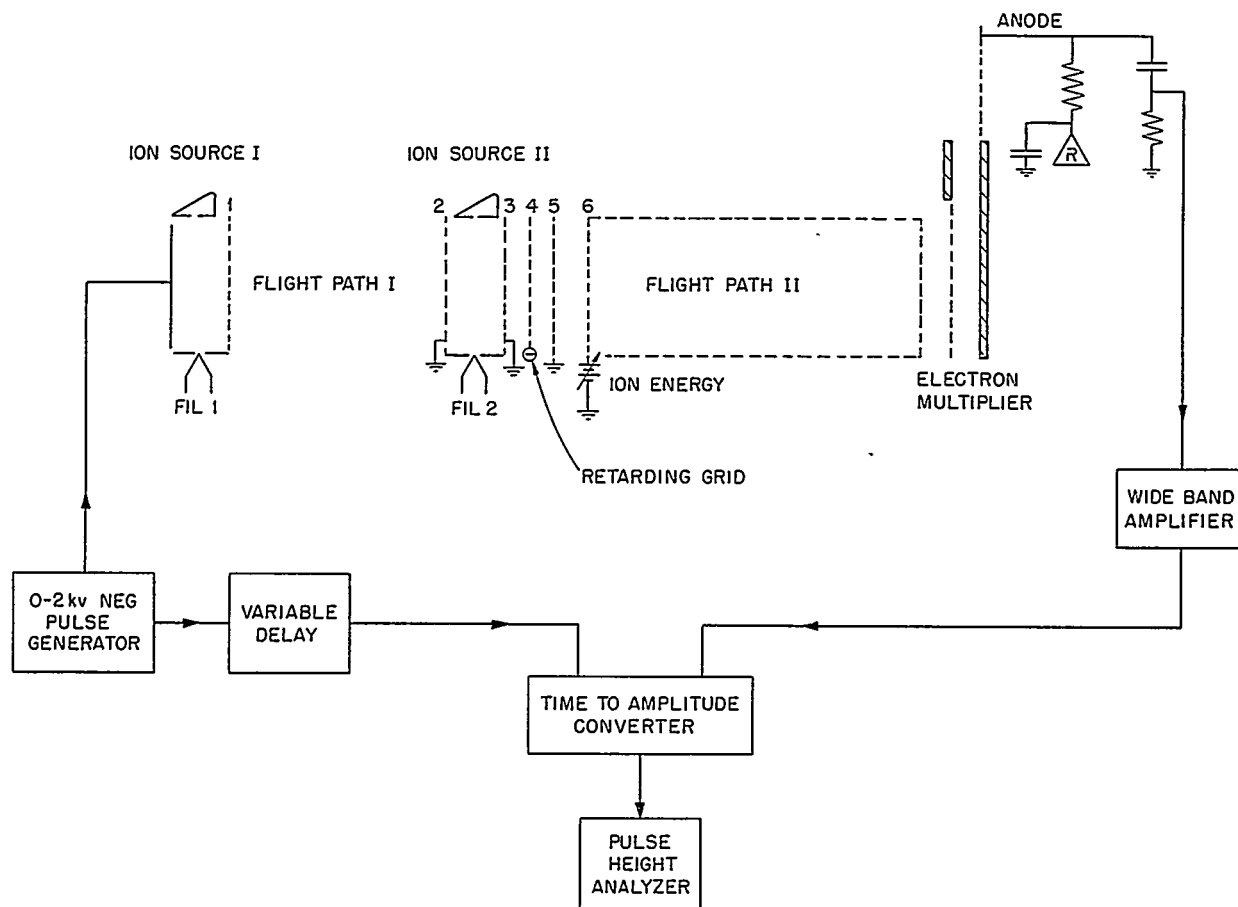 ANODE
ION SOURCE I
ION SOURCE II
1
2
3
4
5
6
FLIGHT PATH I
FLIGHT PATH II
R
FIL 1
FIL 2
ION ENERGY
ELECTRON
MULTIPLIER
RETARDING GRID
WIDE BAND
AMPLIFIER
0-2kv NEG
PULSE
GENERATOR
VARIABLE
DELAY
TIME TO AMPLITUDE
CONVERTER
PULSE
HEIGHT
ANALYZER